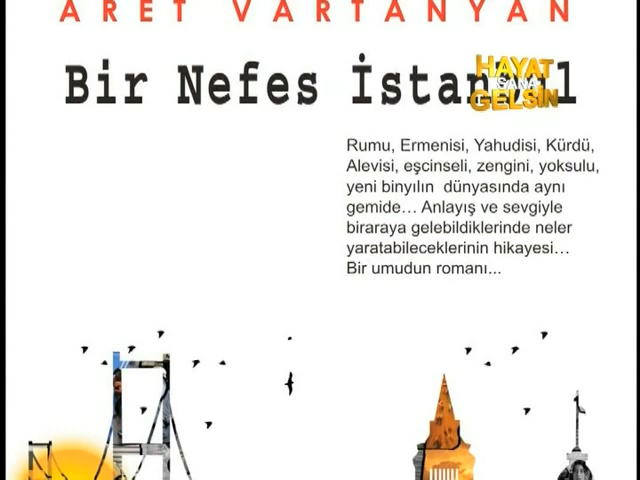 ARET VARTANYAN
Bir Nefes İstanbul
HAYAT
SANA
GELSİN
Rumu, Ermenisi, Yahudisi, Kürdü,
Alevisi, eşcinseli, zengini, yoksulu,
yeni binyılın dünyasında aynı
gemide… Anlayış ve sevgiyle
biraraya gelebildiklerinde neler
yaratabileceklerinin hikayesi…
Bir umudun romanı...